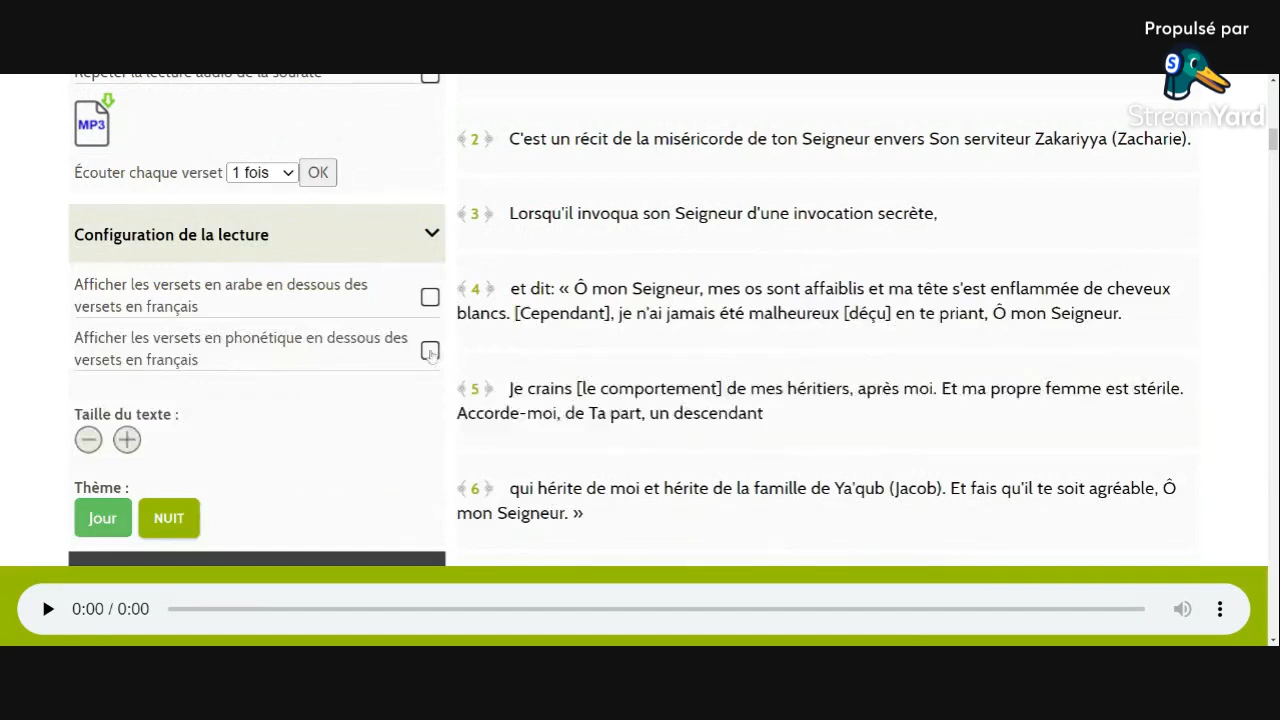 Propulsé par
StreamYard
Répéter la lecture audio de la sourate
MP3
Écouter chaque verset 1 fois OK
Configuration de la lecture
Afficher les versets en arabe en dessous des
versets en français
Afficher les versets en phonétique en dessous des
versets en français
Taille du texte :
Thème :
Jour NUIT
2 C'est un récit de la miséricorde de ton Seigneur envers Son serviteur Zakariyya (Zacharie).
3 Lorsqu'il invoqua son Seigneur d'une invocation secrète,
4 et dit: « Ô mon Seigneur, mes os sont affaiblis et ma tête s'est enflammée de cheveux
blancs. [Cependant], je n'ai jamais été malheureux [déçu] en te priant, Ô mon Seigneur.
5 Je crains [le comportement] de mes héritiers, après moi. Et ma propre femme est stérile.
Accorde-moi, de Ta part, un descendant
6 qui hérite de moi et hérite de la famille de Ya'qub (Jacob). Et fais qu'il te soit agréable, Ô
mon Seigneur. »
0:00 / 0:00